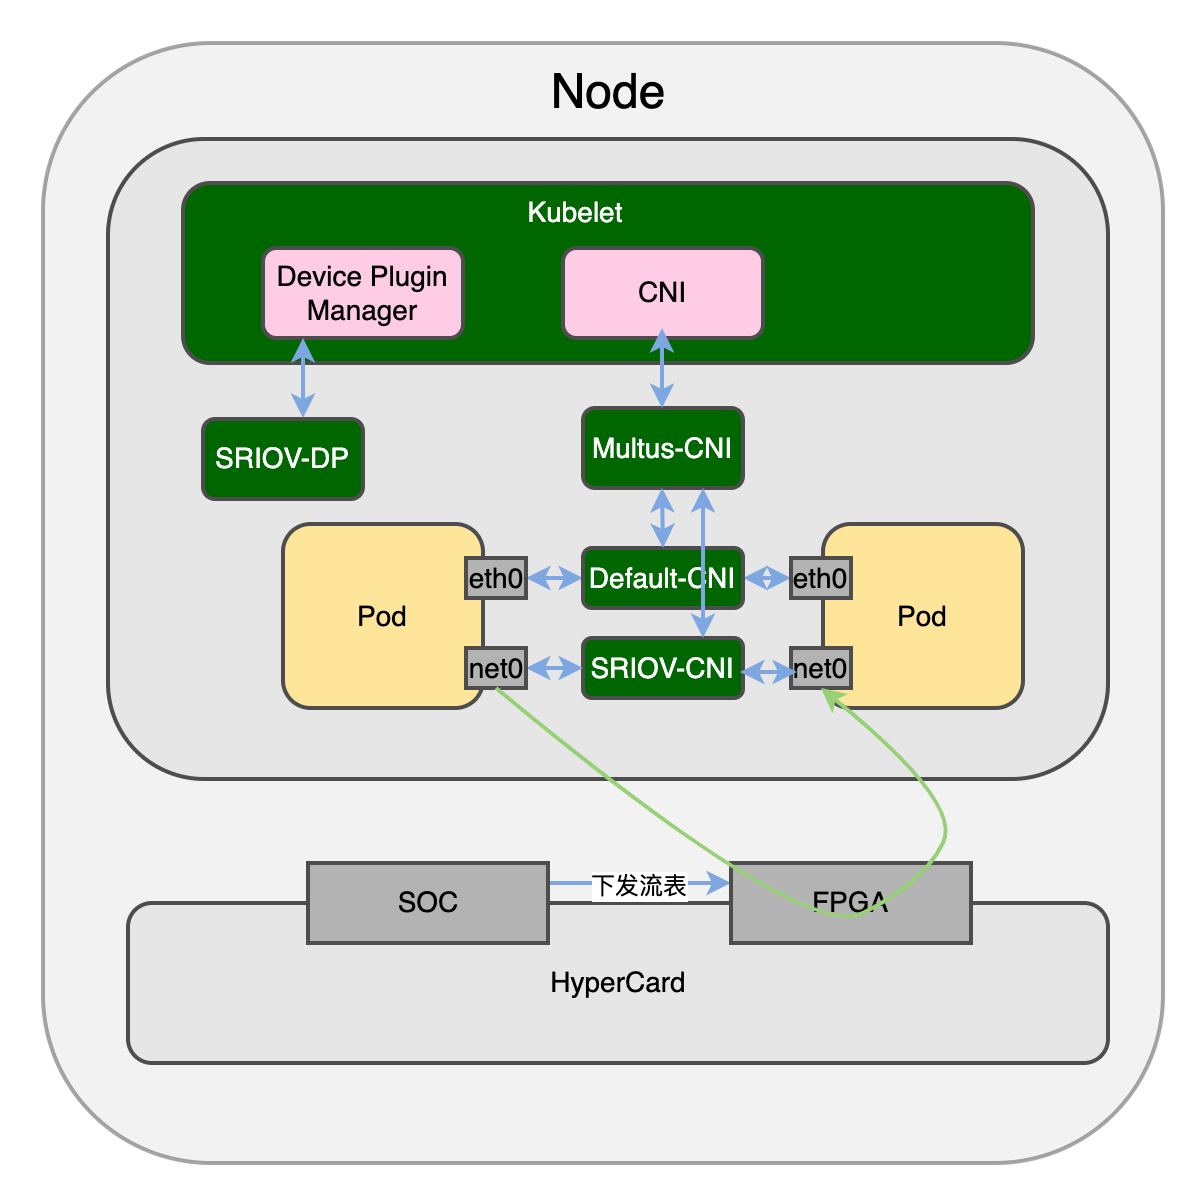 Node
Kubelet
Device Plugin
Manager
CNI
SRIOV-DP
Multus-CNI
Pod
eth0
Default-CNI
eth0
Pod
net0
SRIOV-CNI
net0
SOC
下发流表
FPGA
HyperCard